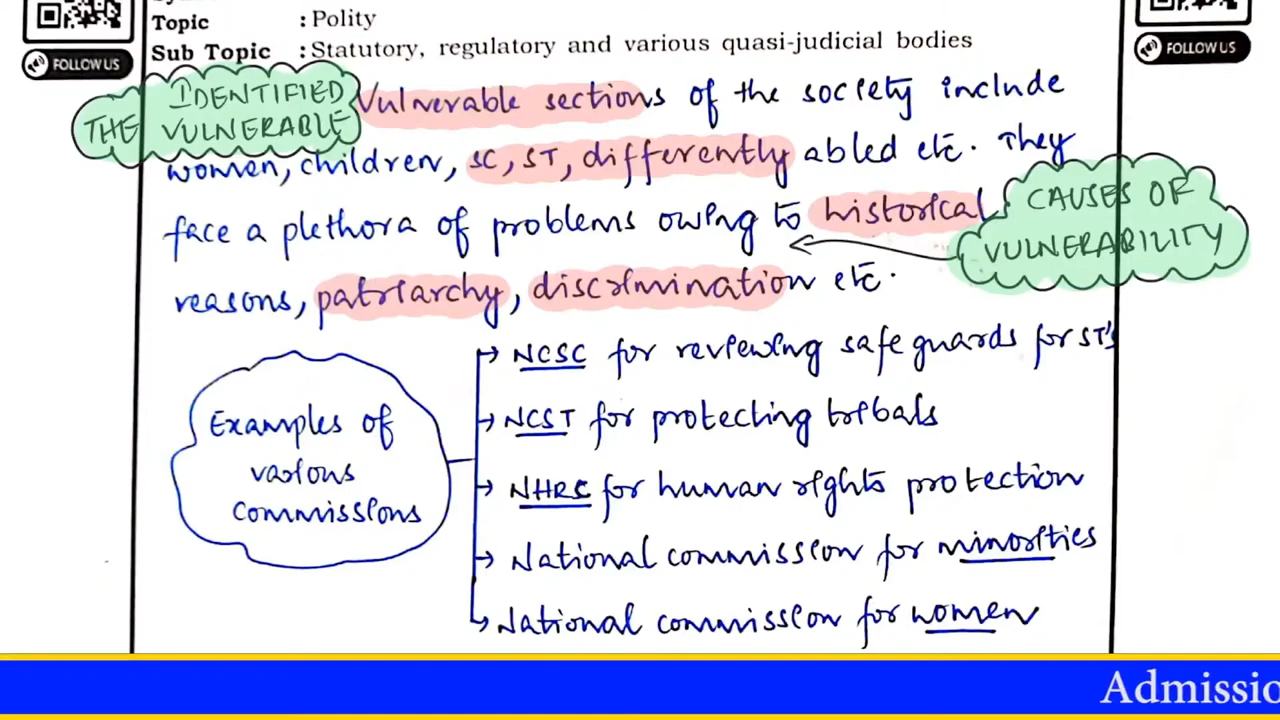 Topic : Polity
Sub Topic : Statutory, regulatory and various quasi-judicial bodies
FOLLOW US
FOLLOW US
IDENTIFIED
THE VULNERABLE
Vulnerable sections of the society include
women, children, SC, ST, differently abled etc. They
face a plethora of problems owing to historical
reasons, patriarchy, discrimination etc.
CAUSES OF
VULNERABILITY
Examples of
various
commissions
NCSC for reviewing safeguards for ST's
NCST for protecting tribals
NHRC for human rights protection
National commission for minorities
National commission for women
Admissio